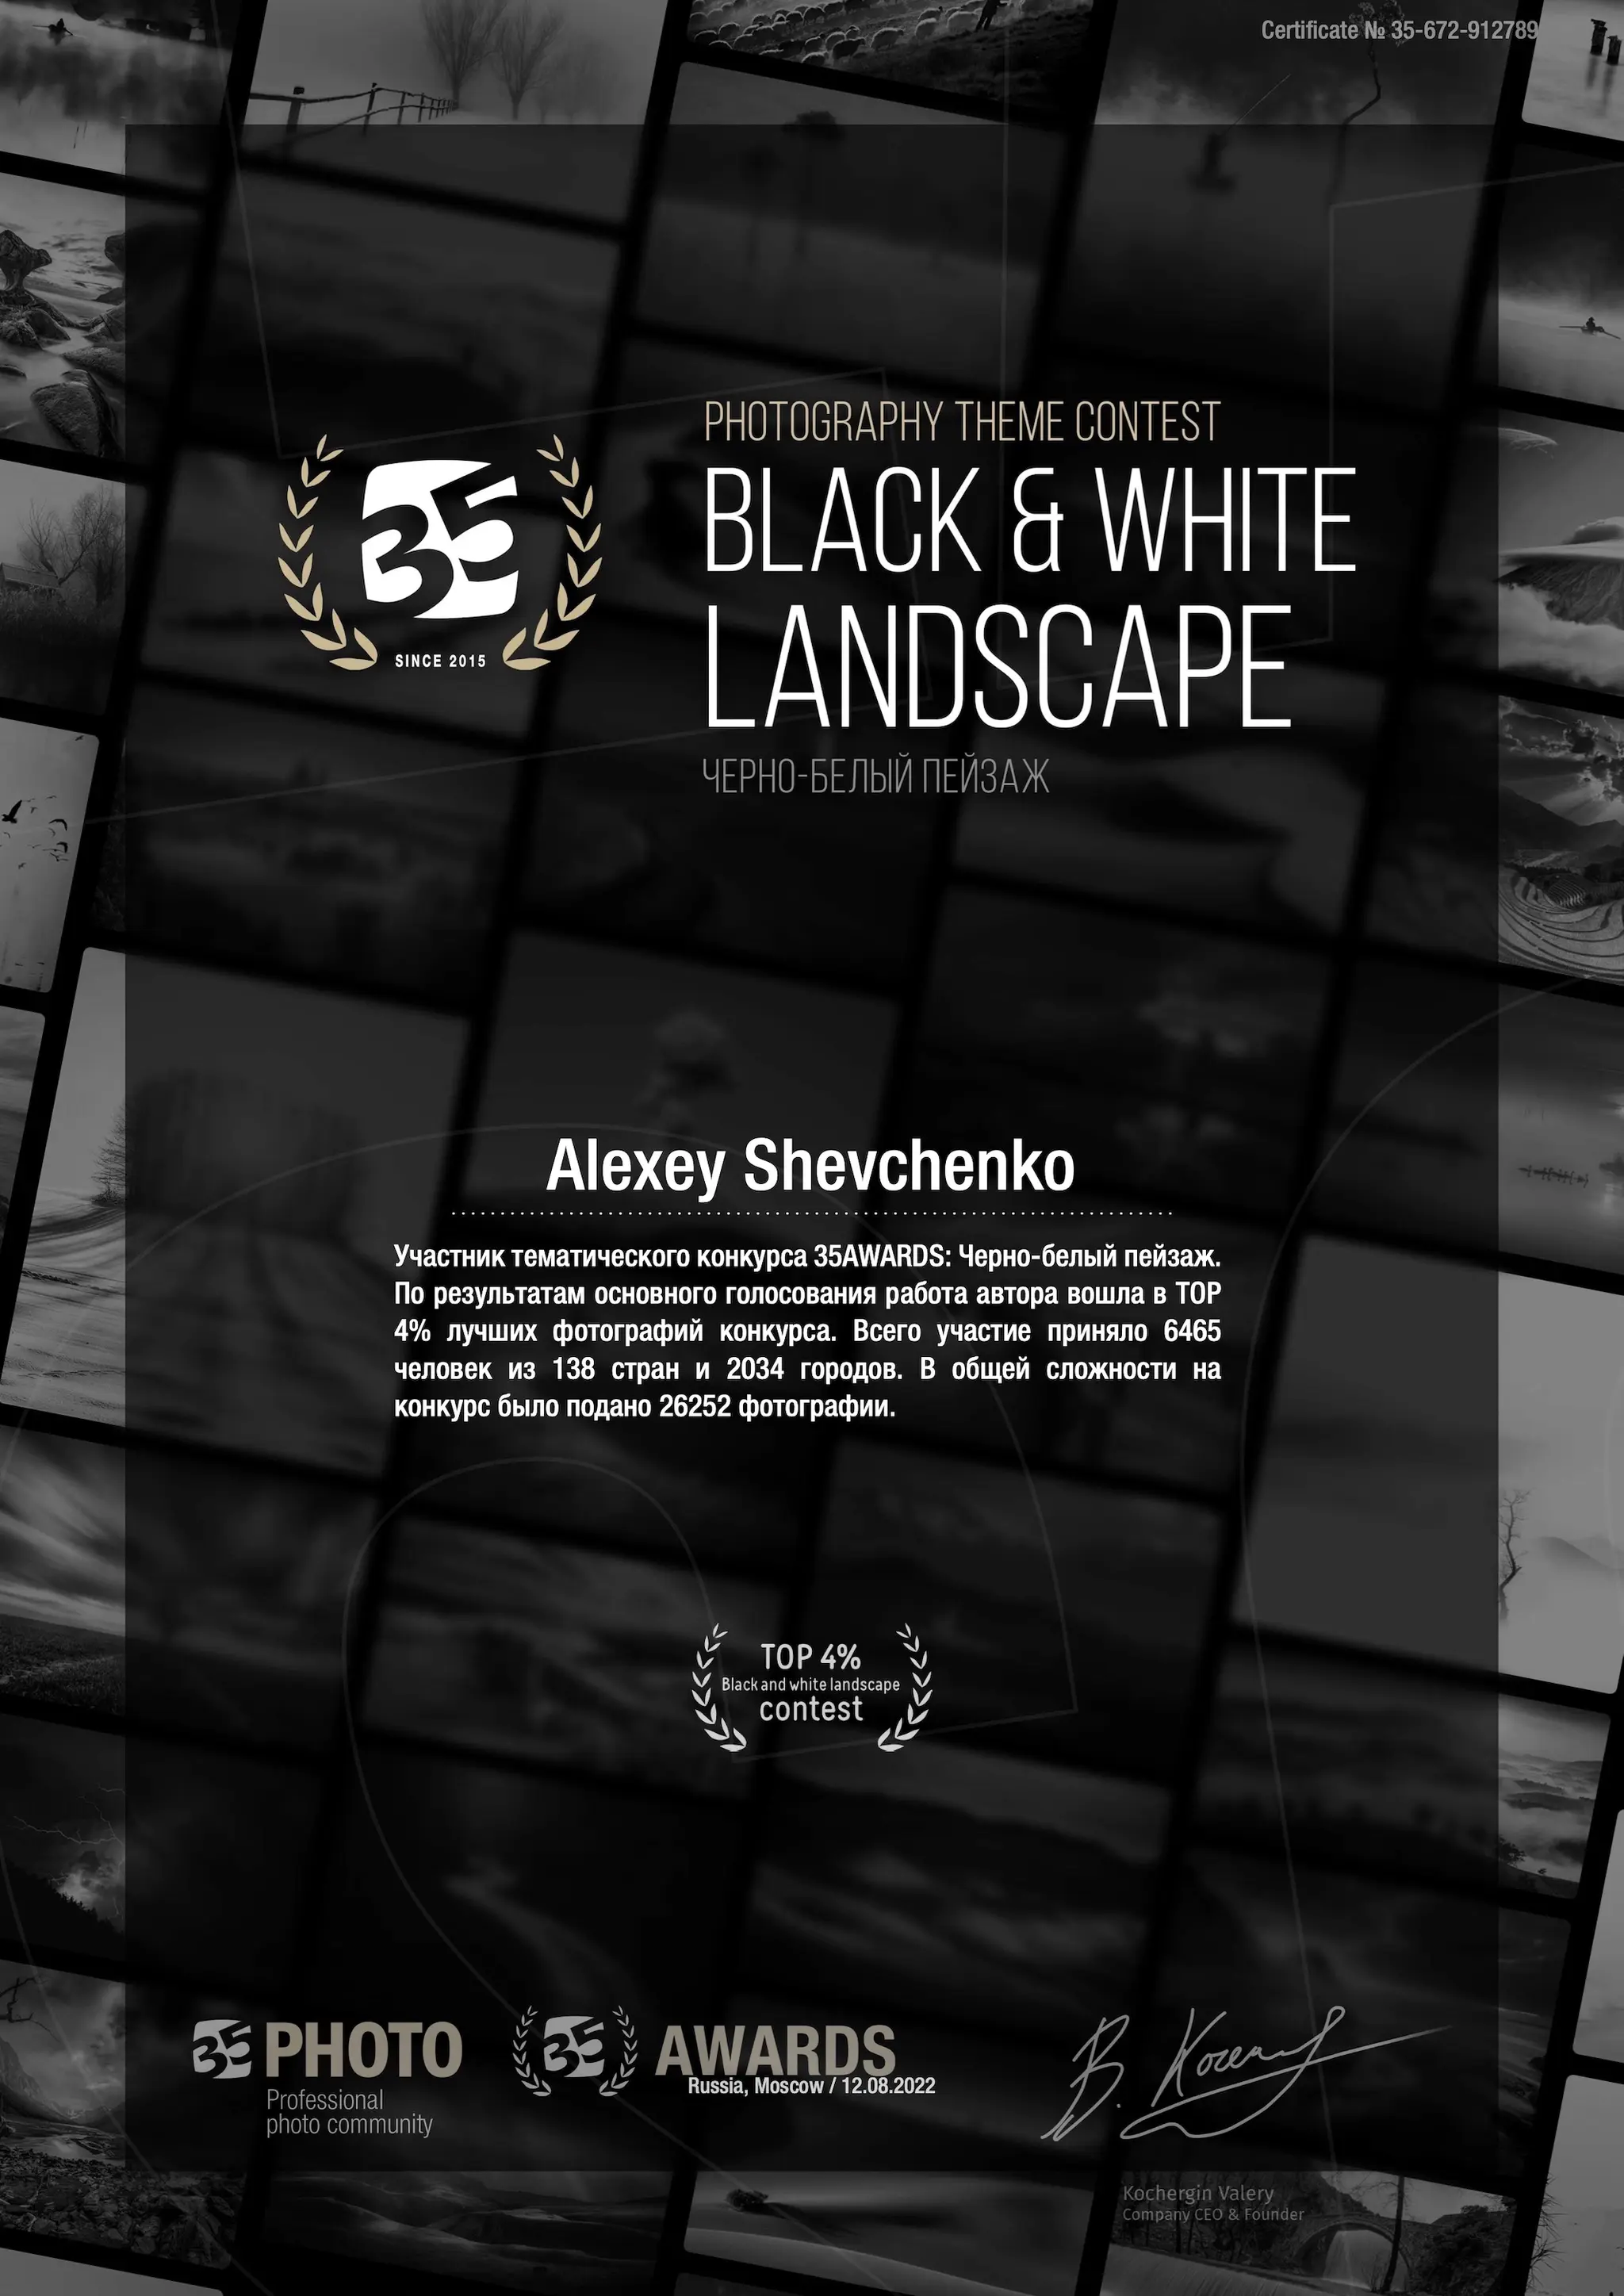 Certificate № 35-672-912789
PHOTOGRAPHY THEME CONTEST
BLACK & WHITE
LANDSCAPE
ЧЕРНО-БЕЛЫЙ ПЕЙЗАЖ
35
SINCE 2015
Alexey Shevchenko
Участник тематического конкурса 35AWARDS: Черно-белый пейзаж.
По результатам основного голосования работа автора вошла в TOP
4% лучших фотографий конкурса. Всего участие приняло 6465
человек из 138 стран и 2034 городов. В общей сложности на
конкурс было подано 26252 фотографии.
TOP 4%
Black and white landscape
contest
35 PHOTO
Professional
photo community
35 AWARDS
Russia, Moscow / 12.08.2022
Kochergin Valery
Company CEO & Founder